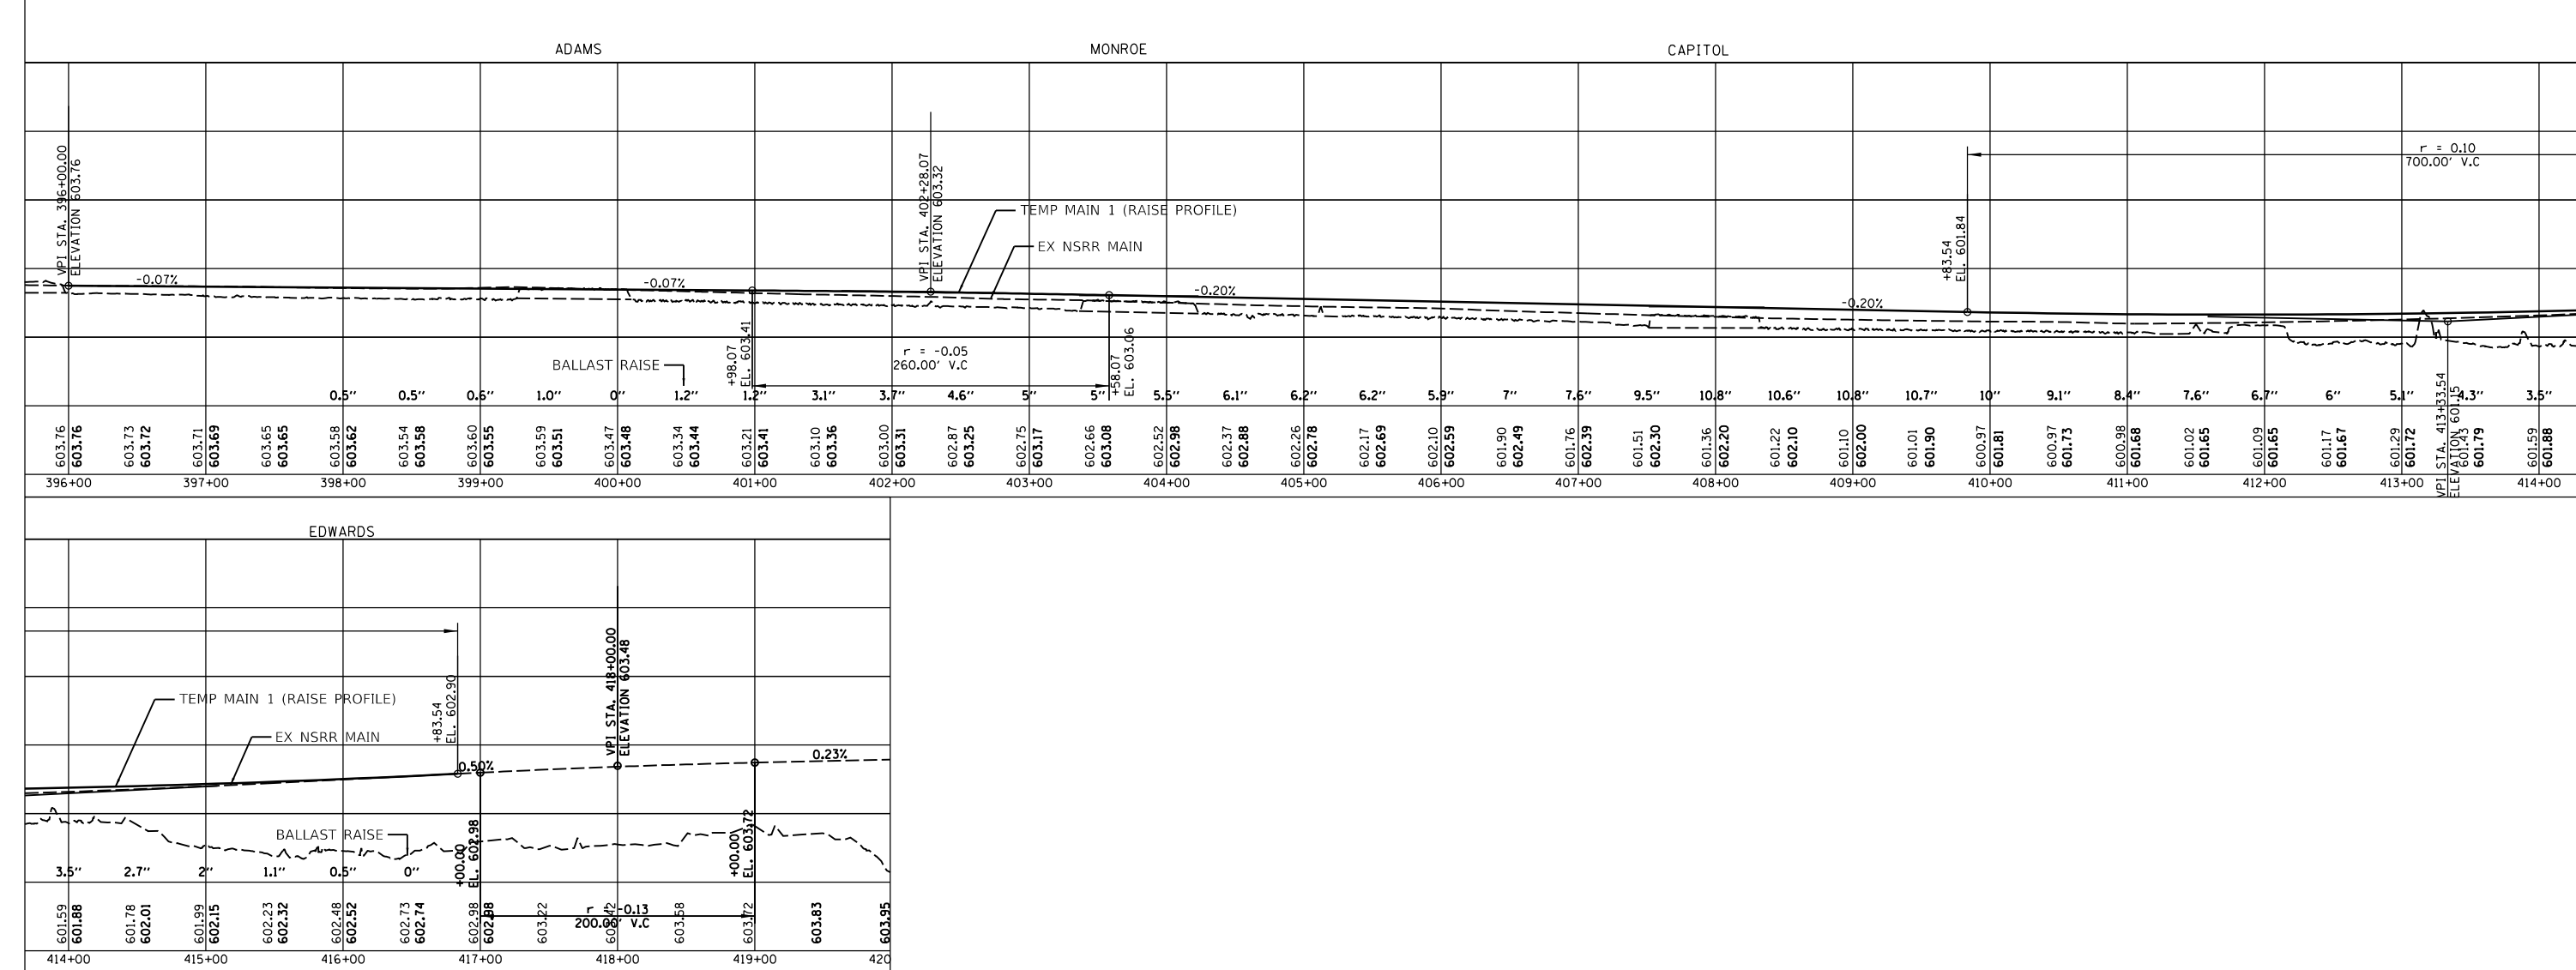 ADAMS MONROE CAPITOL
VPI STA. 396+00.00
ELEVATION 603.76
-0.07%
-0.07%
VPI STA. 402+28.07
ELEVATION 603.32
TEMP MAIN 1 (RAISE PROFILE)
EX NSRR MAIN
-0.20%
-0.20%
+83.54
EL. 601.84
r = 0.10
700.00' V.C
BALLAST RAISE
+98.07
EL. 603.41
r = -0.05
260.00' V.C
+58.07
EL. 603.06
VPI STA. 413+33.54
ELEVATION 601.15
0.5" 0.5" 0.6" 1.0" 0" 1.2" 1.2" 3.1" 3.7" 4.6" 5" 5" 5.5" 6.1" 6.2" 6.2" 5.9" 7" 7.6" 9.5" 10.8" 10.6" 10.8" 10.7" 10" 9.1" 8.4" 7.6" 6.7" 6" 5.1" 4.3" 3.5"
603.76 603.73 603.71 603.65 603.58 603.54 603.60 603.59 603.47 603.34 603.21 603.10 603.00 602.87 602.75 602.66 602.52 602.37 602.26 602.17 602.10 601.90 601.76 601.51 601.36 601.22 601.10 601.01 600.97 600.97 600.98 601.02 601.09 601.17 601.29 601.43 601.59
603.76 603.72 603.69 603.65 603.62 603.58 603.55 603.51 603.48 603.44 603.41 603.36 603.31 603.25 603.17 603.08 602.98 602.88 602.78 602.69 602.59 602.49 602.39 602.30 602.20 602.10 602.00 601.90 601.81 601.73 601.68 601.65 601.65 601.67 601.72 601.79 601.88
396+00 397+00 398+00 399+00 400+00 401+00 402+00 403+00 404+00 405+00 406+00 407+00 408+00 409+00 410+00 411+00 412+00 413+00 414+00
EDWARDS
TEMP MAIN 1 (RAISE PROFILE)
EX NSRR MAIN
+83.54
EL. 602.90
0.50%
VPI STA. 418+00.00
ELEVATION 603.48
0.23%
BALLAST RAISE
+00.00
EL. 602.98
+00.00
EL. 603.72
r = -0.13
200.00' V.C
3.5" 2.7" 2" 1.1" 0.5" 0"
601.59 601.78 601.99 602.23 602.48 602.73 602.98 603.22 603.42 603.58 603.72
601.88 602.01 602.15 602.32 602.52 602.74 602.98 603.83 603.95
414+00 415+00 416+00 417+00 418+00 419+00 420